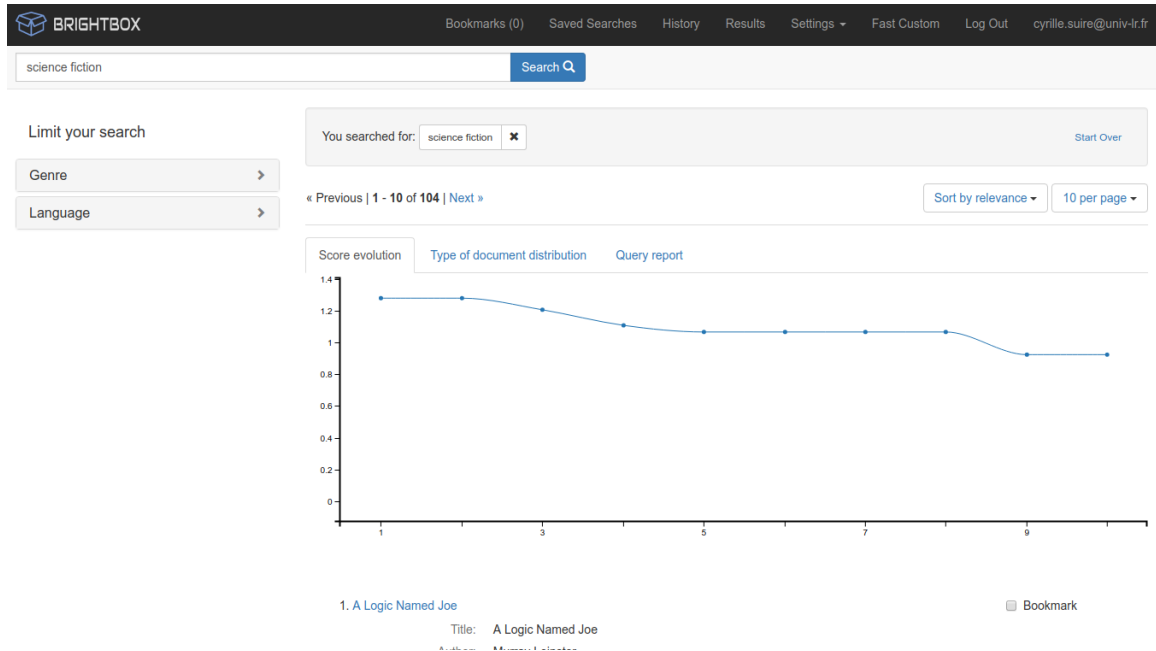 BRIGHTBOX Bookmarks (0) Saved Searches History Results Settings Fast Custom Log Out cyrille.suire@univ-lr.fr
science fiction Search
Limit your search
Genre
Language
You searched for: science fiction ✖ Start Over
« Previous | 1 - 10 of 104 | Next » Sort by relevance 10 per page
Score evolution Type of document distribution Query report
1.4
1.2
1
0.8
0.6
0.4
0.2
0
1 3 5 7 9
1. A Logic Named Joe Bookmark
Title: A Logic Named Joe
Author: Murray Leinster